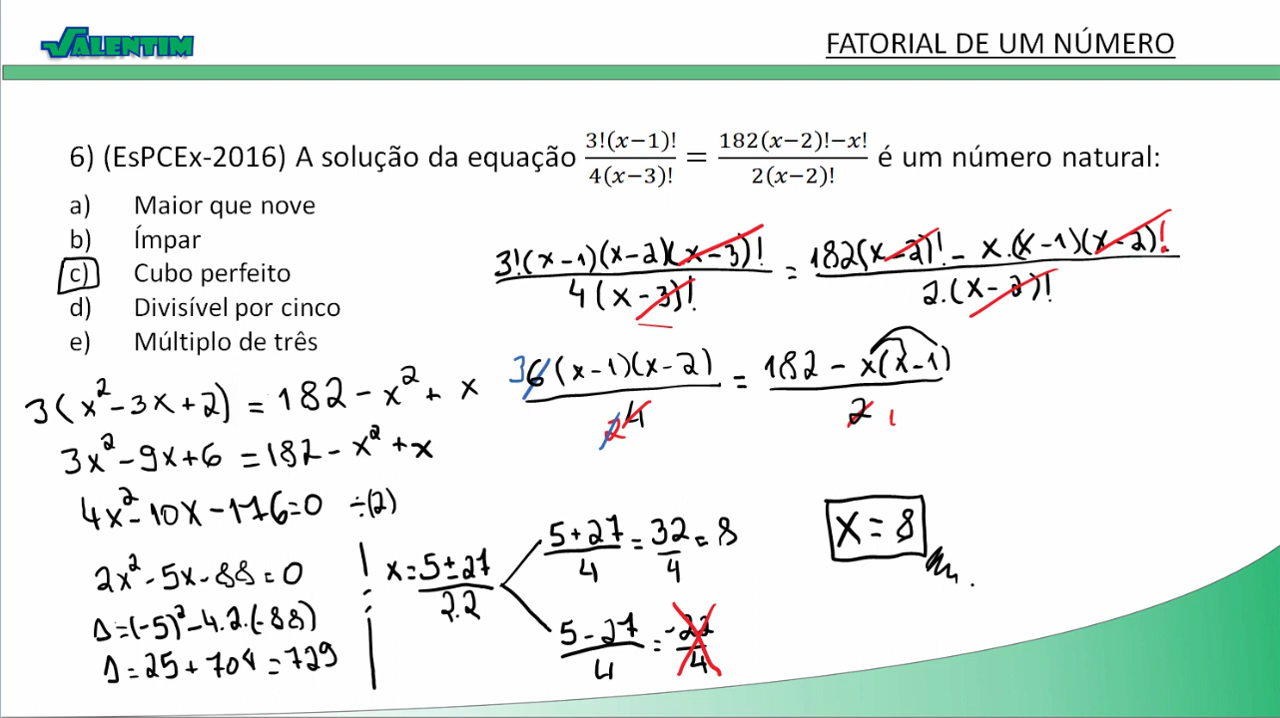 VALENTIM
FATORIAL DE UM NÚMERO
6) (EsPCEx-2016) A solução da equação 3!(x−1)!/4(x−3)! = 182(x−2)!−x!/2(x−2)! é um número natural:
a) Maior que nove
b) Ímpar
c) Cubo perfeito
d) Divisível por cinco
e) Múltiplo de três
3!(x-1)(x-2)(x-3)!/4(x-3)! = 182(x-2)! - x.(x-1)(x-2)!/2.(x-2)!
3 6(x-1)(x-2)/2 4 = 182 - x(x-1)/2 1
3(x²-3x+2) = 182 - x² + x
3x² - 9x + 6 = 182 - x² + x
4x² - 10x - 176 = 0 ÷(2)
2x² - 5x - 88 = 0
Δ = (-5)² - 4.2.(-88)
Δ = 25 + 704 = 729
x = 5 ± 27/2.2
5 + 27/4 = 32/4 = 8
5 - 27/4 = -22/4
x = 8